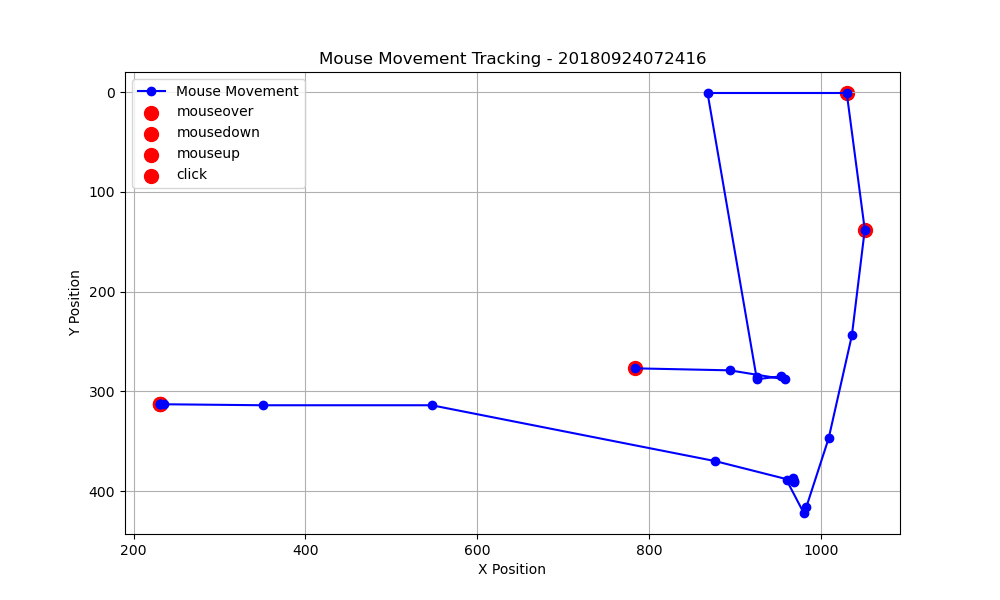 Mouse Movement Tracking - 20180924072416
Mouse Movement
mouseover
mousedown
mouseup
click
0
100
200
300
400
Y Position
200
400
600
800
1000
X Position